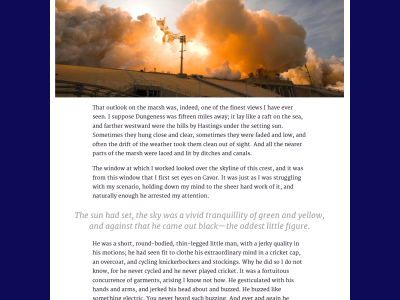 That outlook on the marsh was, indeed, one of the finest views I have ever
seen. I suppose Dungeness was fifteen miles away; it lay like a raft on the sea,
and farther westward were the hills by Hastings under the setting sun.
Sometimes they hung close and clear, sometimes they were faded and low, and
often the drift of the weather took them clean out of sight. And all the nearer
parts of the marsh were laced and lit by ditches and canals.
The window at which I worked looked over the skyline of this crest, and it was
from this window that I first set eyes on Cavor. It was just as I was struggling
with my scenario, holding down my mind to the sheer hard work of it, and
naturally enough he arrested my attention.
The sun had set, the sky was a vivid tranquillity of green and yellow,
and against that he came out black—the oddest little figure.
He was a short, round-bodied, thin-legged little man, with a jerky quality in
his motions; he had seen fit to clothe his extraordinary mind in a cricket cap,
an overcoat, and cycling knickerbockers and stockings. Why he did so I do not
know, for he never cycled and he never played cricket. It was a fortuitous
concurrence of garments, arising I know not how. He gesticulated with his
hands and arms, and jerked his head about and buzzed. He buzzed like
something electric. You never heard such buzzing. And ever and again he